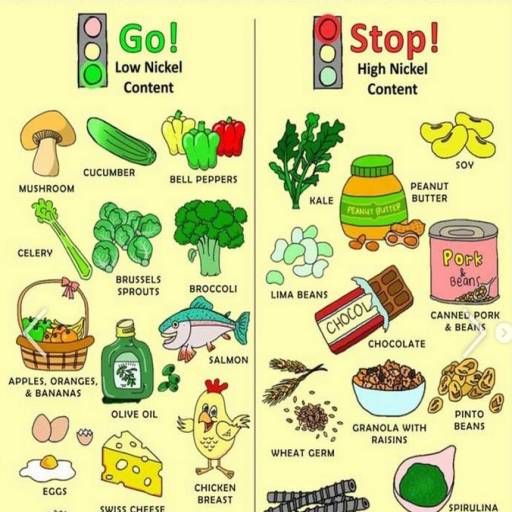 Go!
Low Nickel
Content
MUSHROOM
CUCUMBER
BELL PEPPERS
CELERY
BRUSSELS
SPROUTS
BROCCOLI
APPLES, ORANGES,
& BANANAS
OLIVE OIL
SALMON
EGGS
SWISS CHEESE
CHICKEN
BREAST
Stop!
High Nickel
Content
KALE
PEANUT BUTTER
PEANUT
BUTTER
SOY
LIMA BEANS
CHOCOL
CHOCOLATE
Pork
&
Beans
CANNED PORK
& BEANS
WHEAT GERM
GRANOLA WITH
RAISINS
PINTO
BEANS
SPIRULINA